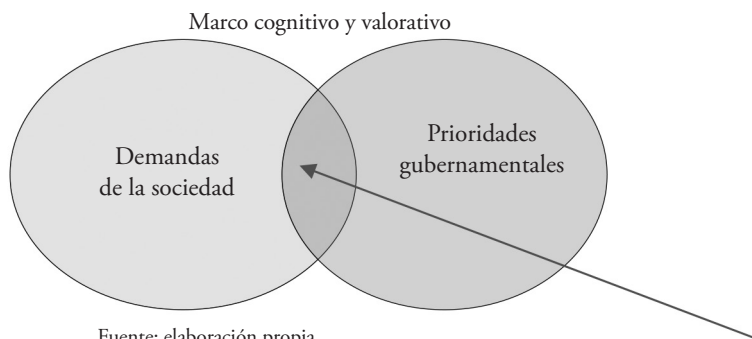 Marco cognitivo y valorativo
Demandas
de la sociedad
Prioridades
gubernamentales
Fuente: elaboración propia